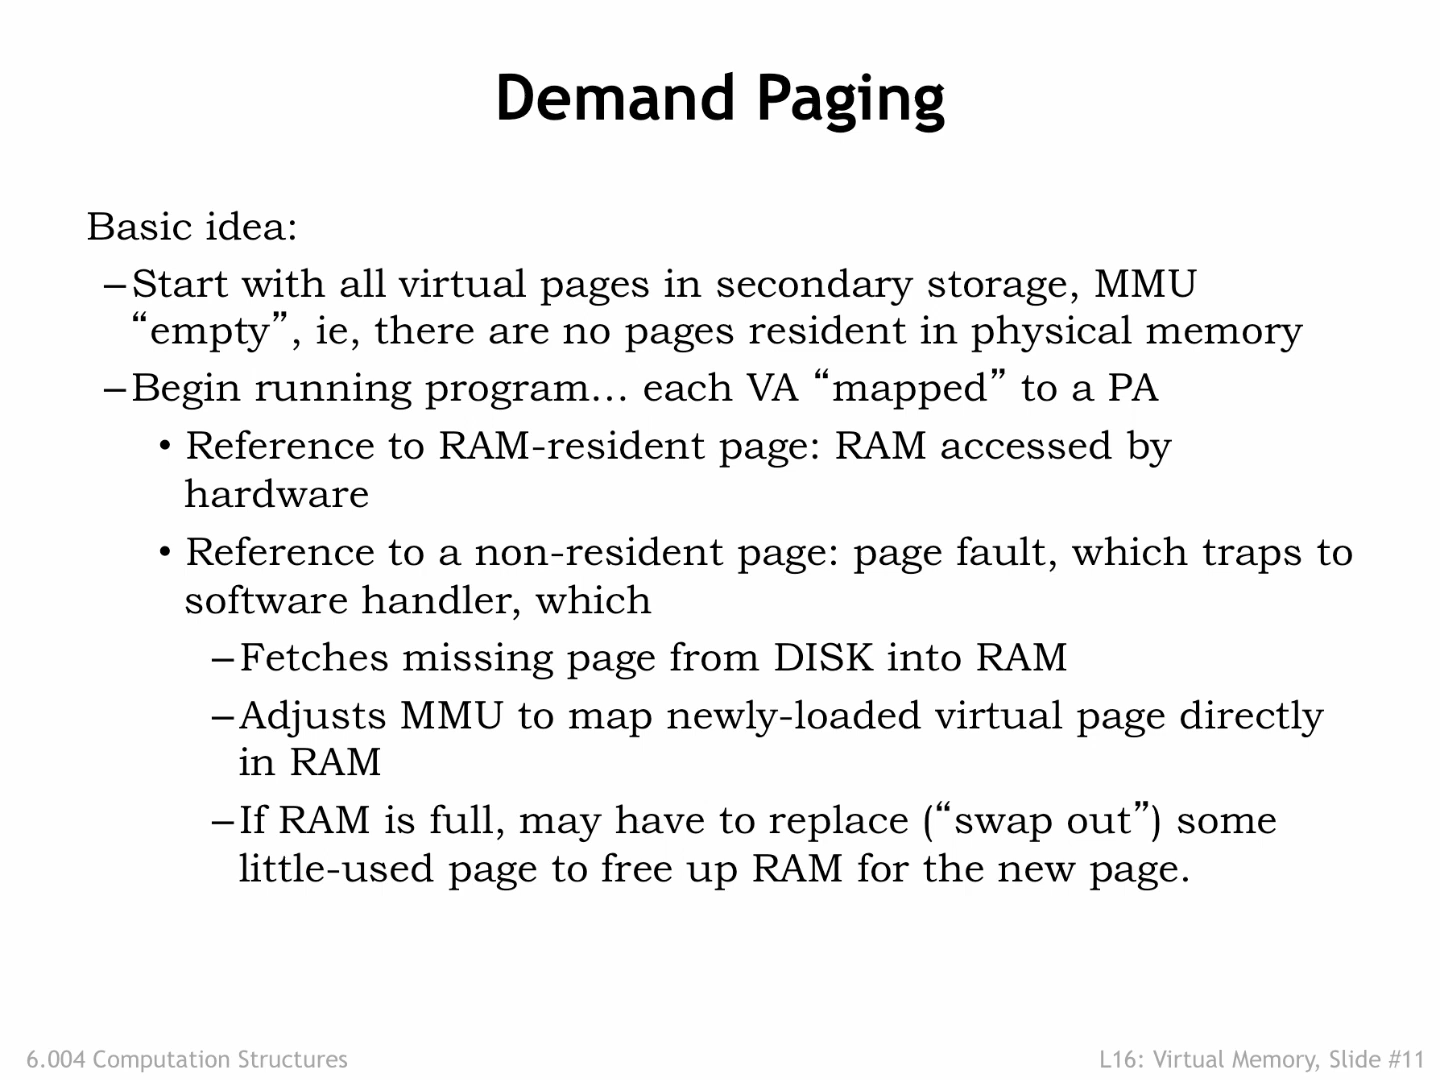 Demand Paging
Basic idea:
–Start with all virtual pages in secondary storage, MMU
“empty”, ie, there are no pages resident in physical memory
–Begin running program… each VA “mapped” to a PA
• Reference to RAM-resident page: RAM accessed by
hardware
• Reference to a non-resident page: page fault, which traps to
software handler, which
–Fetches missing page from DISK into RAM
–Adjusts MMU to map newly-loaded virtual page directly
in RAM
–If RAM is full, may have to replace (“swap out”) some
little-used page to free up RAM for the new page.
6.004 Computation Structures
L16: Virtual Memory, Slide #11